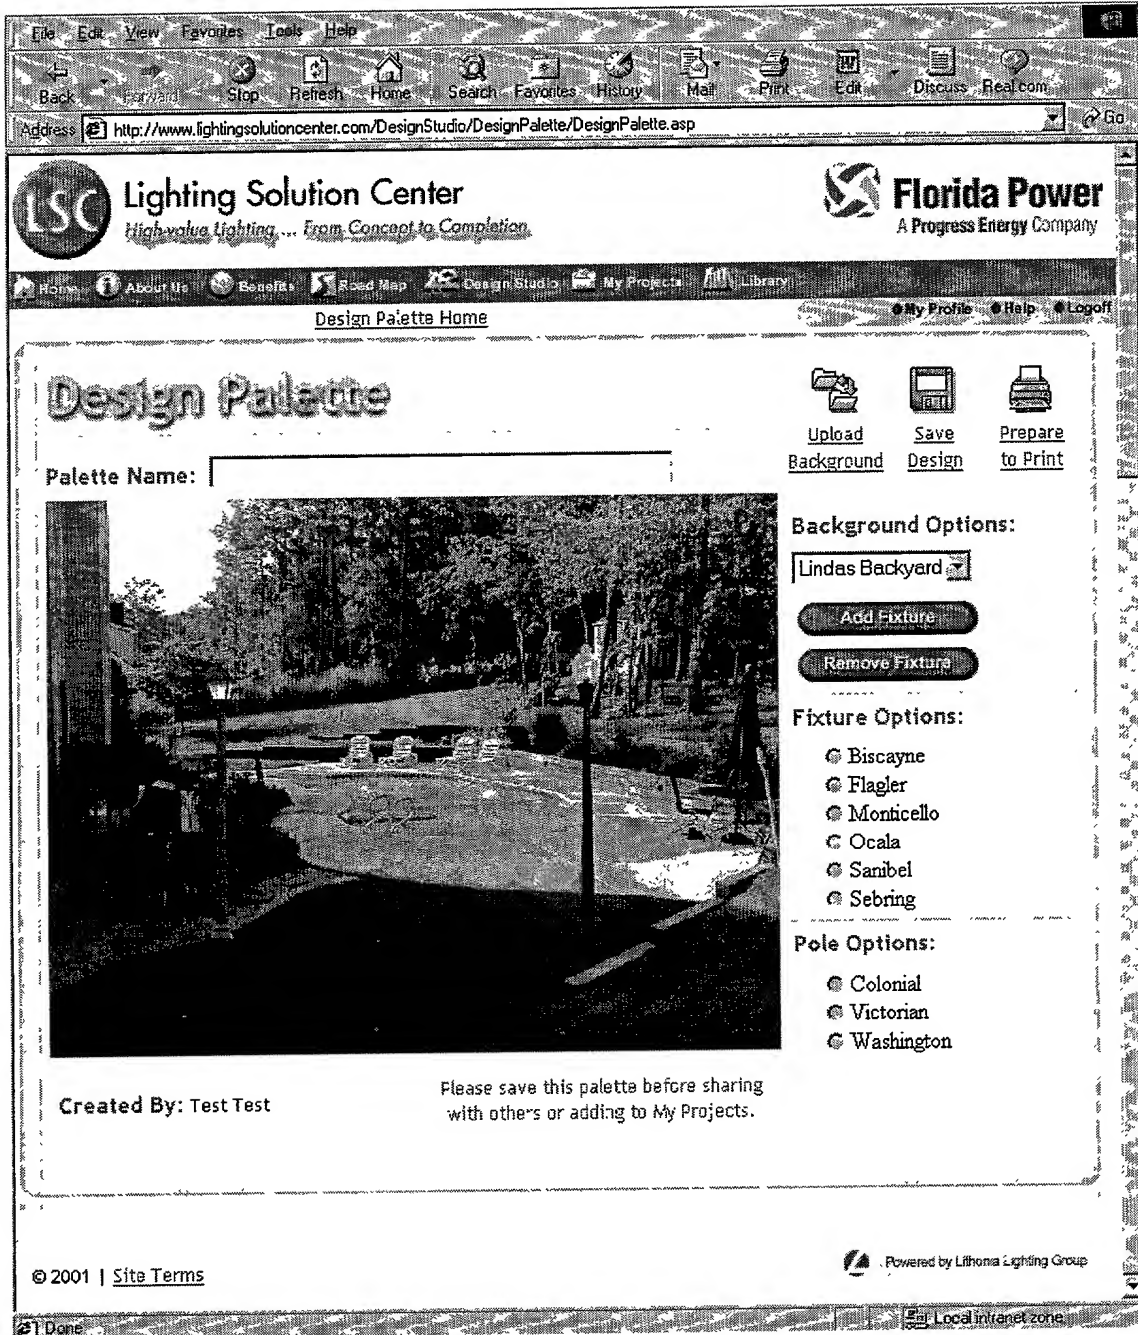 File Edit View Favorites Tools Help
Back Forward Stop Refresh Home Search Favorites History Mail Print Edit Discuss Real.com
Address http://www.lightingsolutioncenter.com/DesignStudio/DesignPalette/DesignPalette.asp Go
LSC Lighting Solution Center
High-value Lighting ... From Concept to Completion.
Florida Power
A Progress Energy Company
Home About Us Benefits Road Map Design Studio My Projects Library
Design Palette Home
My Profile Help Logoff
Design Palette
Upload Background
Save Design
Prepare to Print
Palette Name:
Background Options:
Lindas Backyard
Add Fixture
Remove Fixture
Fixture Options:
Biscayne
Flagler
Monticello
Ocala
Sanibel
Sebring
Pole Options:
Colonial
Victorian
Washington
Created By: Test Test
Please save this palette before sharing
with others or adding to My Projects.
© 2001 | Site Terms
Powered by Lithonia Lighting Group
Done
Local intranet zone